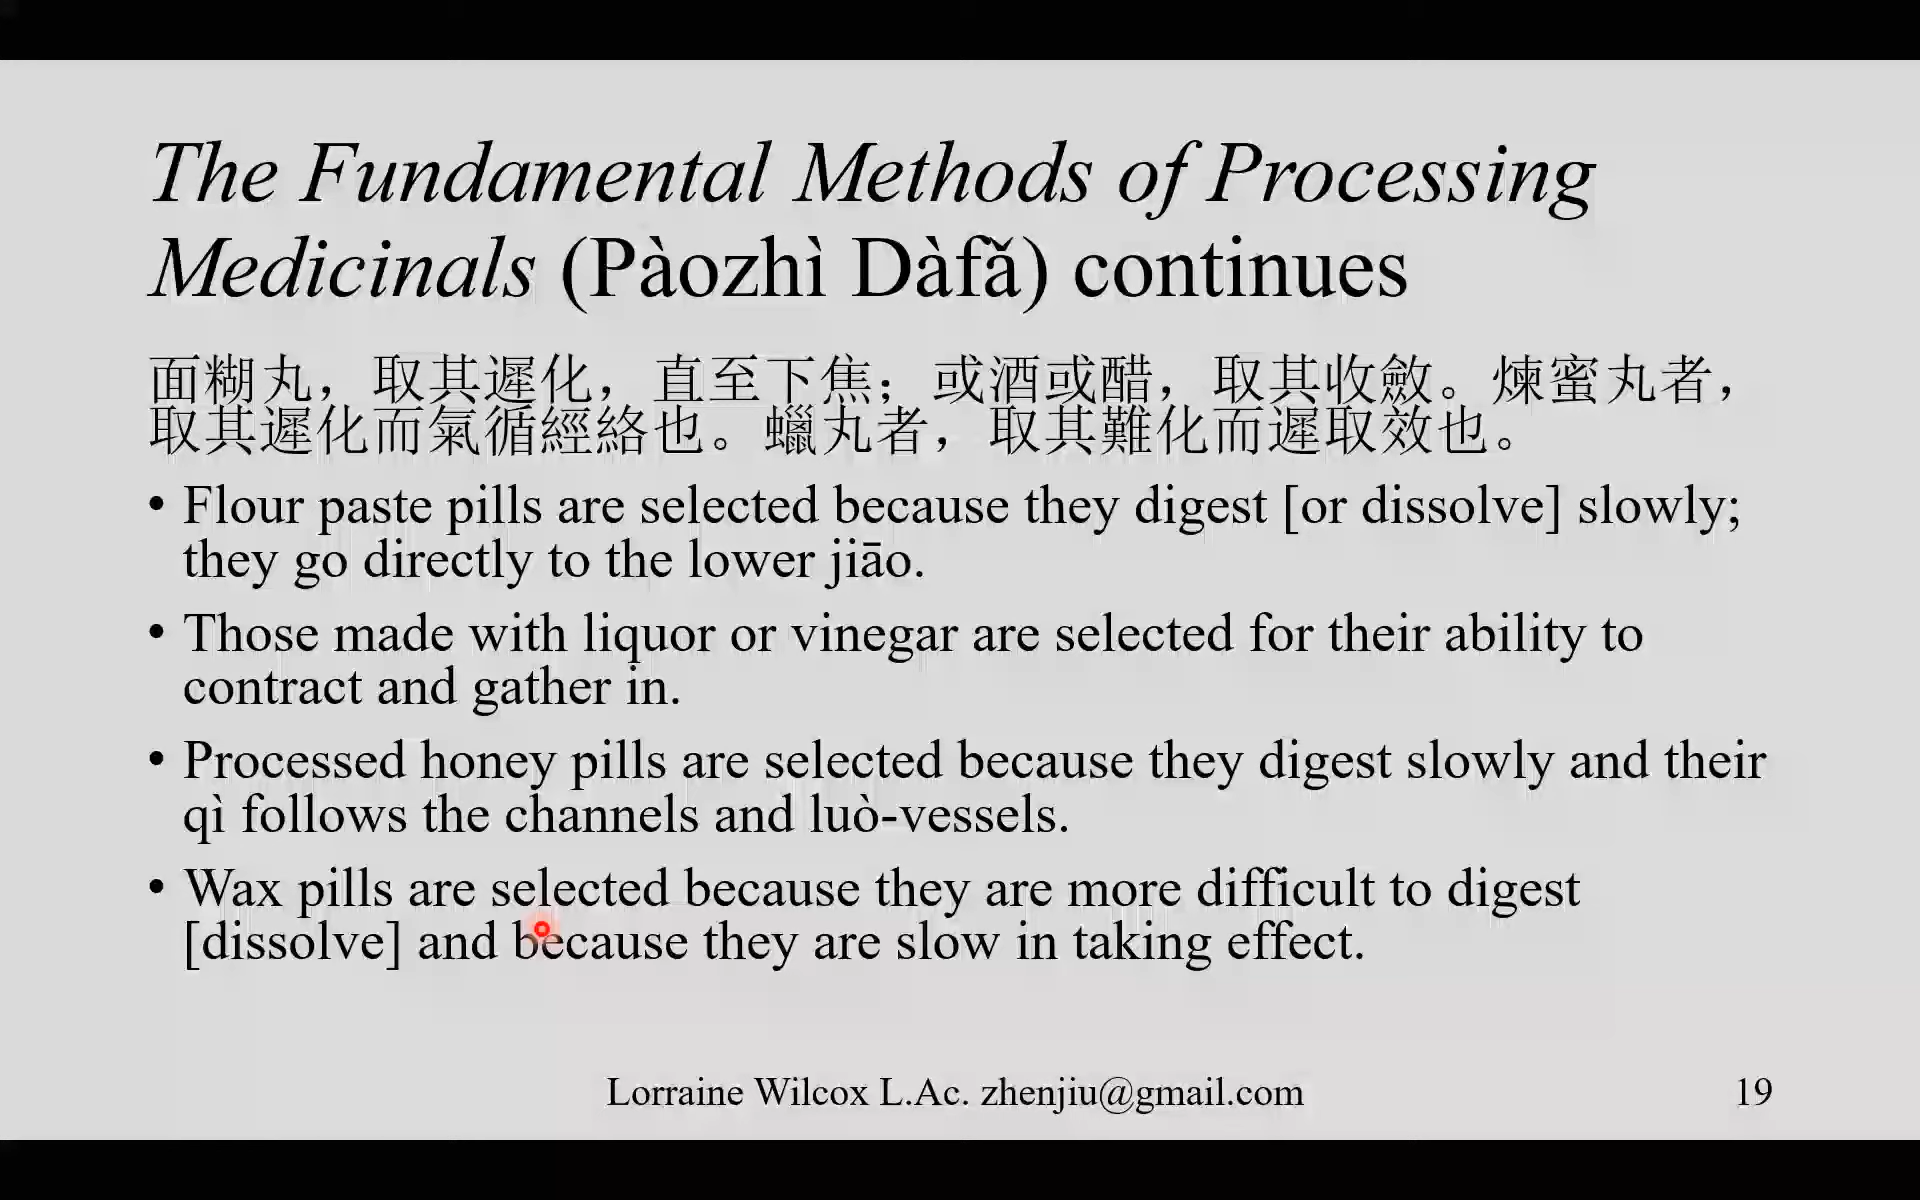 The Fundamental Methods of Processing
Medicinals (Pàozhì Dàfǎ) continues
面糊丸，取其遲化，直至下焦；或酒或醋，取其收斂。煉蜜丸者，
取其遲化而氣循經絡也。蠟丸者，取其難化而遲取效也。
• Flour paste pills are selected because they digest [or dissolve] slowly;
they go directly to the lower jiāo.
• Those made with liquor or vinegar are selected for their ability to
contract and gather in.
• Processed honey pills are selected because they digest slowly and their
qì follows the channels and luò-vessels.
• Wax pills are selected because they are more difficult to digest
[dissolve] and because they are slow in taking effect.
Lorraine Wilcox L.Ac. zhenjiu@gmail.com
19